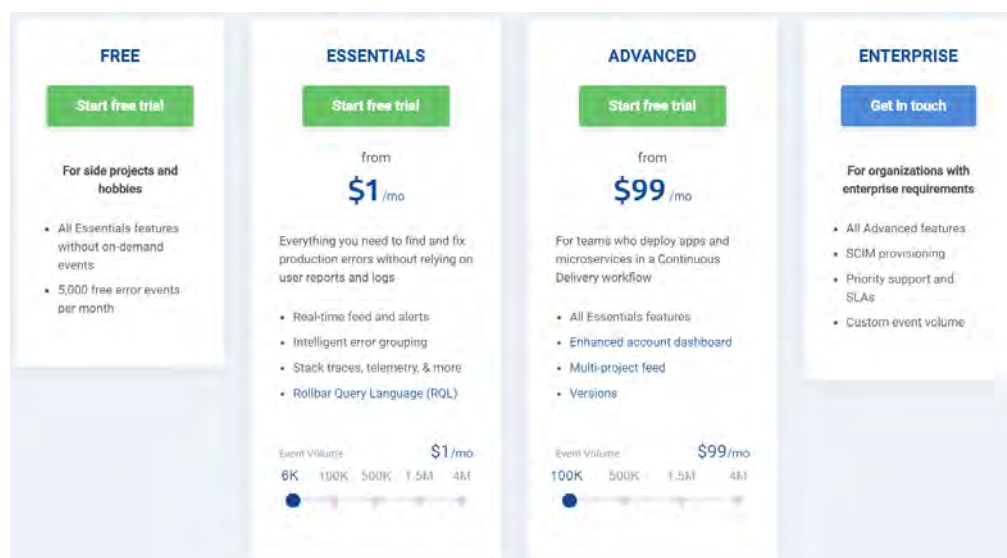 FREE
Start free trial
For side projects and
hobbies
All Essentials features
without on-demand
events
5,000 free error events
per month
ESSENTIALS
Start free trial
from
$1 /mo
Everything you need to find and fix
production errors without relying on
user reports and logs
Real-time feed and alerts
Intelligent error grouping
Stack traces, telemetry, & more
Rollbar Query Language (RQL)
Event Volume $1/mo
6K 100K 500K 1.5M 4M
ADVANCED
Start free trial
from
$99 /mo
For teams who deploy apps and
microservices in a Continuous
Delivery workflow
All Essentials features
Enhanced account dashboard
Multi-project feed
Versions
Event Volume $99/mo
100K 500K 1.5M 4M
ENTERPRISE
Get in touch
For organizations with
enterprise requirements
All Advanced features
SCIM provisioning
Priority support and
SLAs
Custom event volume